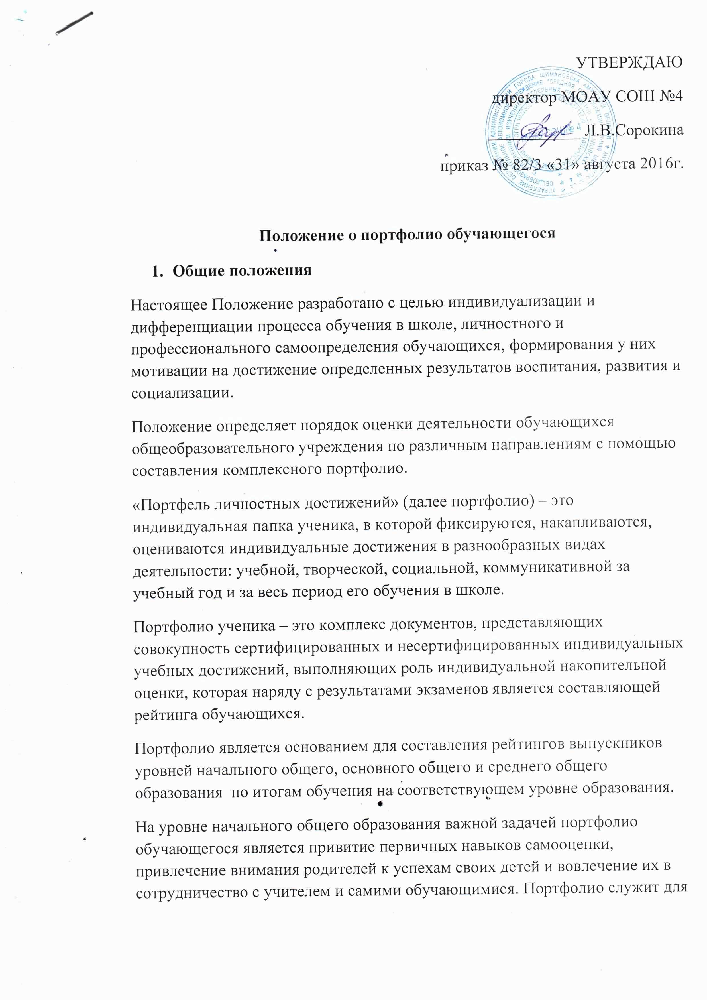 УТВЕРЖДАЮ
директор МОАУ СОШ №4
Л.В.Сорокина
приказ № 82/3 «31» августа 2016г.
Положение о портфолио обучающегося
1. Общие положения
Настоящее Положение разработано с целью индивидуализации и
дифференциации процесса обучения в школе, личностного и
профессионального самоопределения обучающихся, формирования у них
мотивации на достижение определенных результатов воспитания, развития и
социализации.
Положение определяет порядок оценки деятельности обучающихся
общеобразовательного учреждения по различным направлениям с помощью
составления комплексного портфолио.
«Портфель личностных достижений» (далее портфолио) – это
индивидуальная папка ученика, в которой фиксируются, накапливаются,
оцениваются индивидуальные достижения в разнообразных видах
деятельности: учебной, творческой, социальной, коммуникативной за
учебный год и за весь период его обучения в школе.
Портфолио ученика – это комплекс документов, представляющих
совокупность сертифицированных и несертифицированных индивидуальных
учебных достижений, выполняющих роль индивидуальной накопительной
оценки, которая наряду с результатами экзаменов является составляющей
рейтинга обучающихся.
Портфолио является основанием для составления рейтингов выпускников
уровней начального общего, основного общего и среднего общего
образования  по итогам обучения на соответствующем уровне образования.
На уровне начального общего образования важной задачей портфолио
обучающегося является привитие первичных навыков самооценки,
привлечение внимания родителей к успехам своих детей и вовлечение их в
сотрудничество с учителем и самими обучающимися. Портфолио служит для